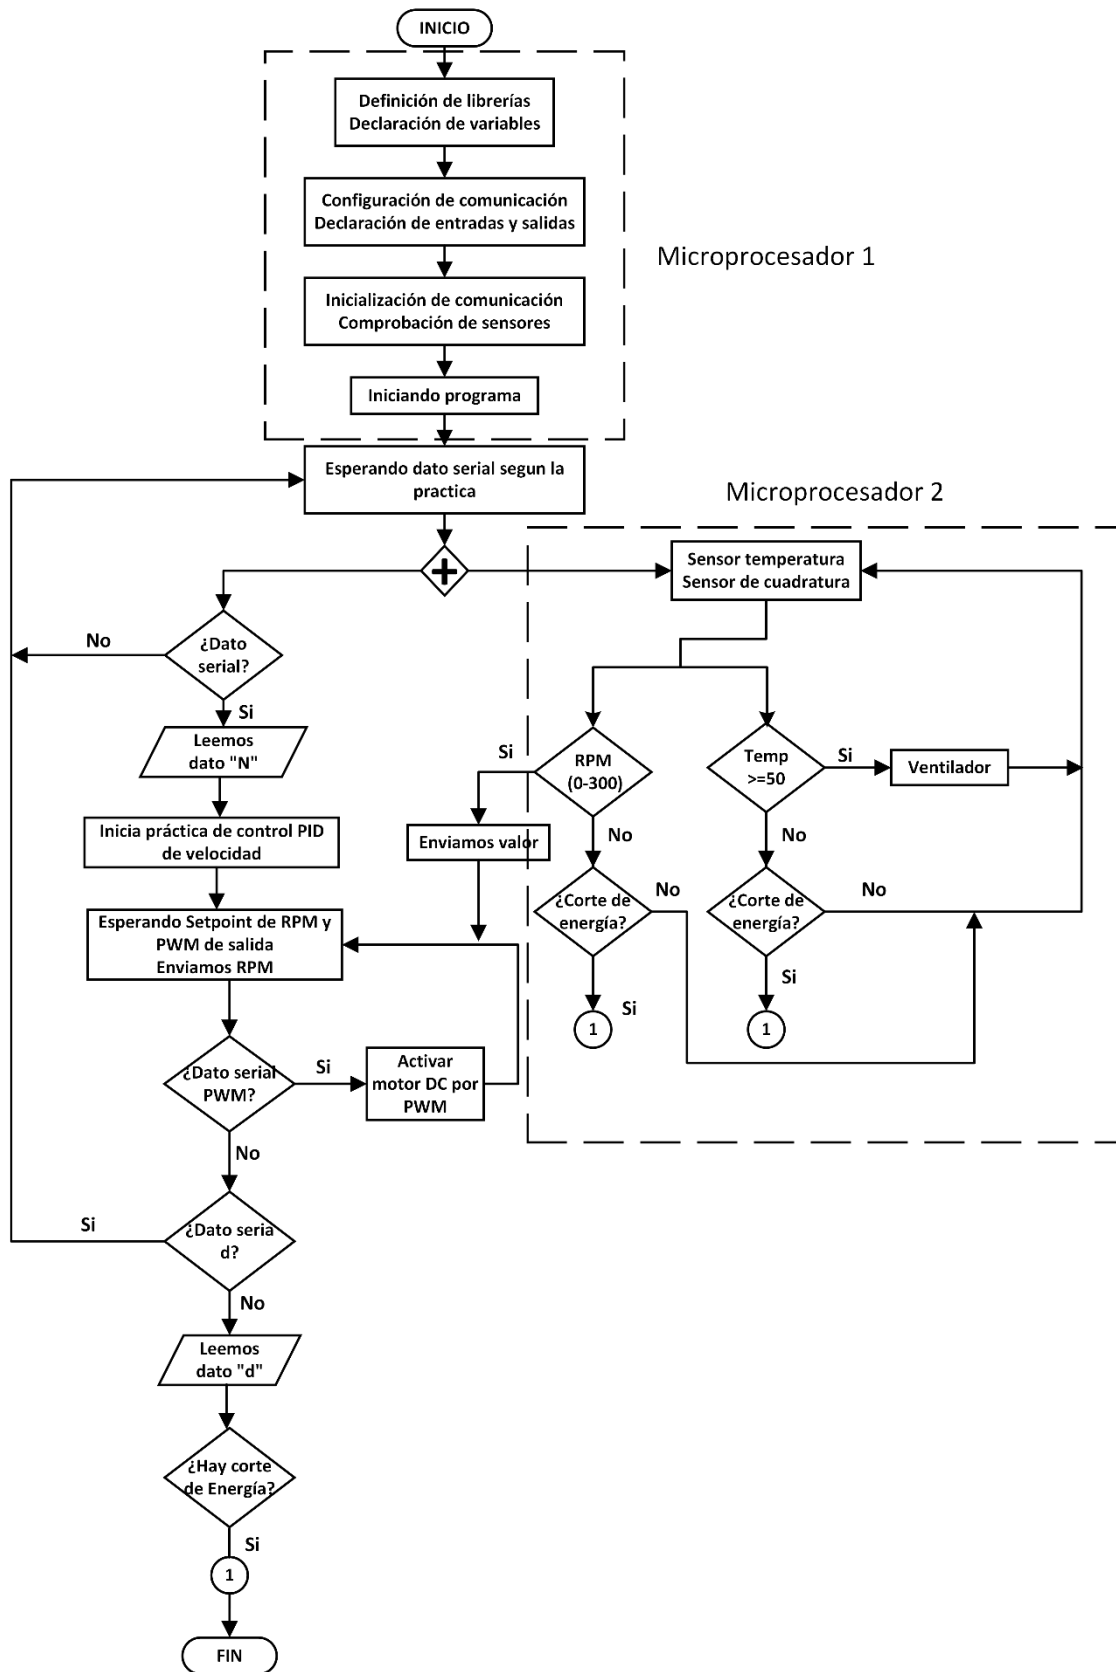 INICIO
Definición de librerías
Declaración de variables
Configuración de comunicación
Declaración de entradas y salidas
Microprocesador 1
Inicialización de comunicación
Comprobación de sensores
Iniciando programa
Esperando dato serial segun la
practica
Microprocesador 2
Sensor temperatura
Sensor de cuadratura
No
¿Dato
serial?
Si
Leemos
dato "N"
Inicia práctica de control PID
de velocidad
Esperando Setpoint de RPM y
PWM de salida
Enviamos RPM
Si
RPM
(0-300)
Temp
>=50
Si
Ventilador
Enviamos valor
No
No
¿Corte de
energía?
No
¿Corte de
energía?
No
Si
Si
1
1
¿Dato serial
PWM?
Si
Activar
motor DC por
PWM
No
Si
¿Dato seria
d?
No
Leemos
dato "d"
¿Hay corte
de Energía?
Si
1
FIN